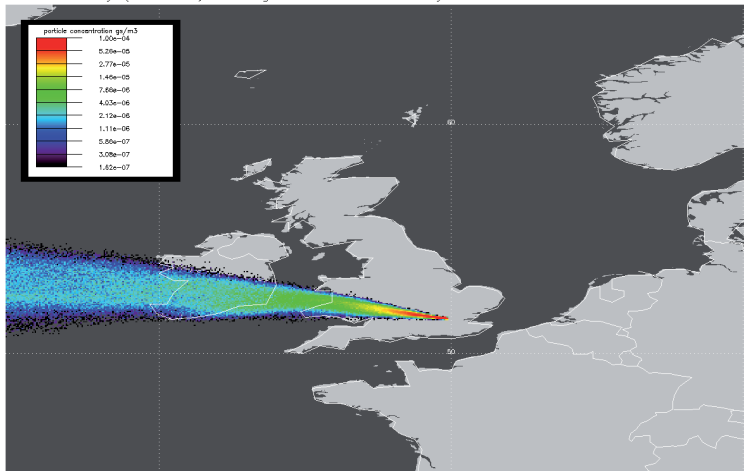 particle concentration gs/m3
1.00e-04
5.26e-05
2.77e-05
1.46e-05
7.66e-06
4.03e-06
2.12e-06
1.11e-06
5.86e-07
3.08e-07
1.62e-07
60
50